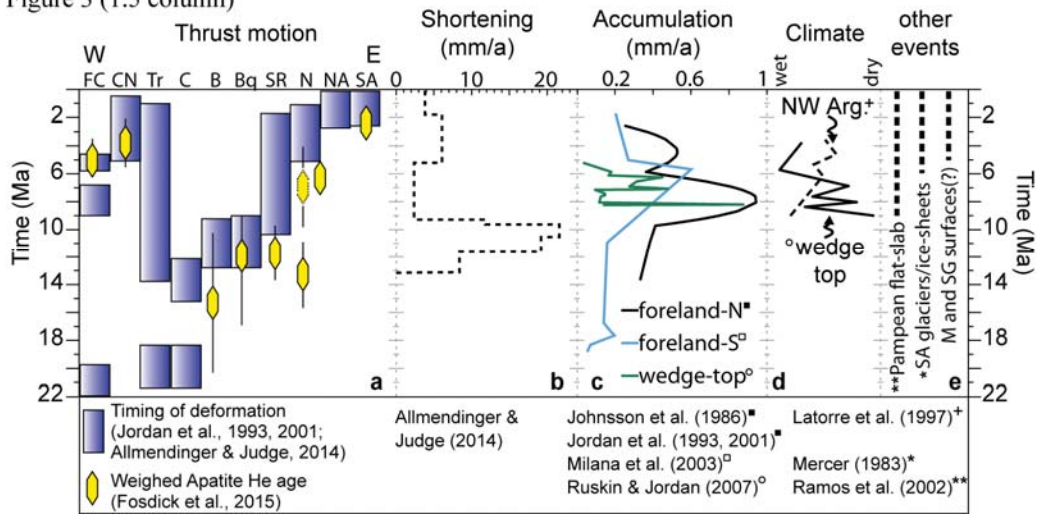 Figure 3 (1.5 column)
Thrust motion
W E
FC CN Tr C B Bq SR N NA SA
Time (Ma)
2
6
10
14
18
22
a
Timing of deformation
(Jordan et al., 1993, 2001;
Allmendinger & Judge, 2014)
Weighed Apatite He age
(Fosdick et al., 2015)
Shortening
(mm/a)
0 10 20
b
Allmendinger &
Judge (2014)
Accumulation
(mm/a)
0.2 0.6 1
foreland-N■
foreland-S□
wedge-top°
c
Johnsson et al. (1986)■
Jordan et al. (1993, 2001)■
Milana et al. (2003)□
Ruskin & Jordan (2007)°
Climate
wet dry
NW Arg.+
°wedge
top
d
Latorre et al. (1997)+
Mercer (1983)*
Ramos et al. (2002)**
other
events
**Pampean flat-slab
*SA glaciers/ice-sheets
M and SG surfaces(?)
e
2
6
10
14
18
22
Time (Ma)